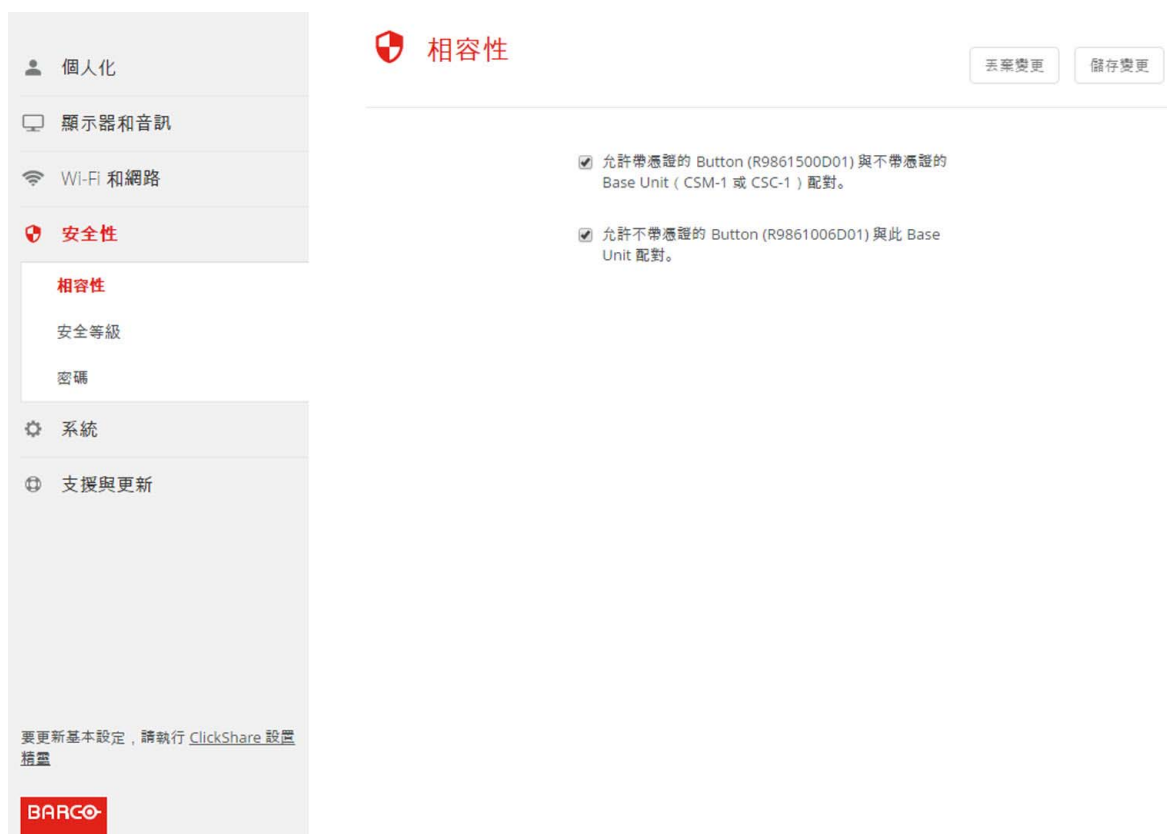 個人化
顯示器和音訊
Wi-Fi 和網路
安全性
相容性
安全等級
密碼
系統
支援與更新
要更新基本設定，請執行 ClickShare 設置
精靈
BARCO
相容性
丟棄變更
儲存變更
允許帶憑證的 Button (R9861500D01) 與不帶憑證的
Base Unit（CSM-1 或 CSC-1）配對。
允許不帶憑證的 Button (R9861006D01) 與此 Base
Unit 配對。